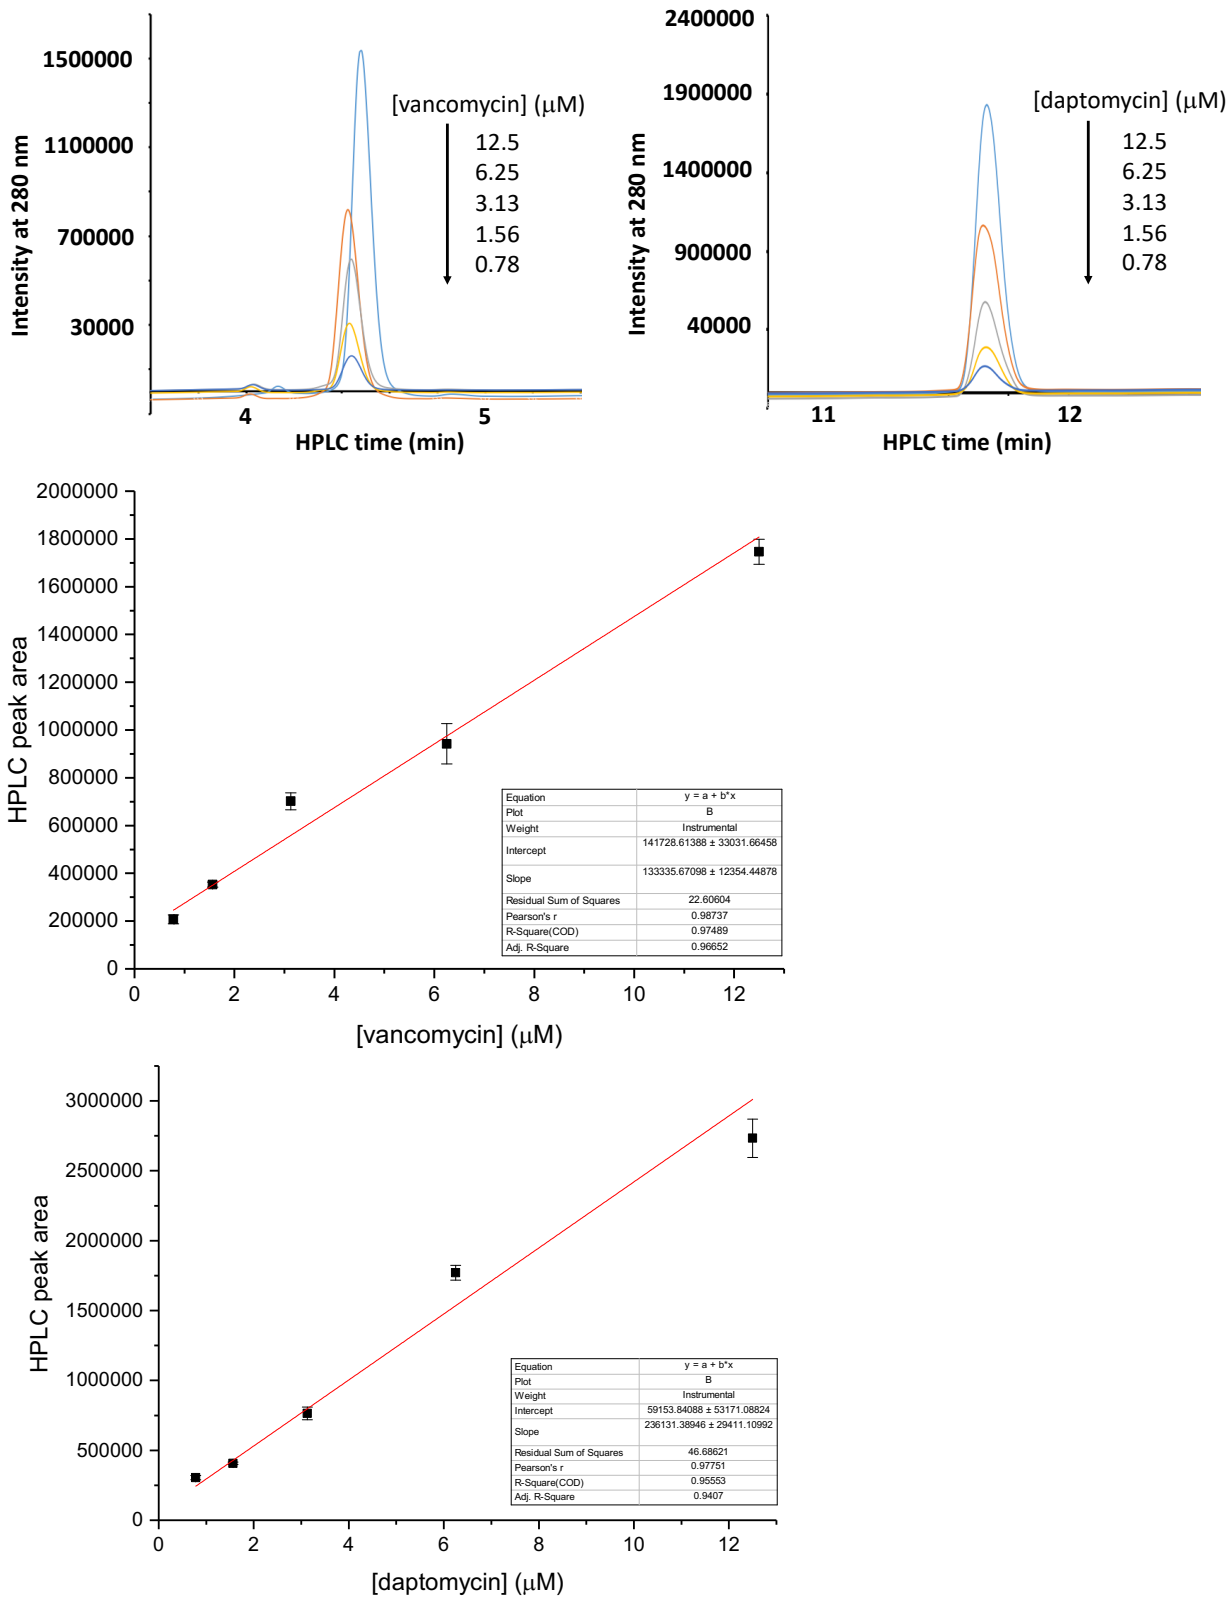 1500000
1100000
700000
30000
Intensity at 280 nm
[vancomycin] (μM)
12.5
6.25
3.13
1.56
0.78
4
5
HPLC time (min)
2400000
1900000
1400000
900000
40000
Intensity at 280 nm
[daptomycin] (μM)
12.5
6.25
3.13
1.56
0.78
11
12
HPLC time (min)
2000000
1800000
1600000
1400000
1200000
1000000
800000
600000
400000
200000
0
HPLC peak area
0
2
4
6
8
10
12
[vancomycin] (μM)
Equation y = a + b*x
Plot B
Weight Instrumental
Intercept 141728.61388 ± 33031.66458
Slope 133335.67098 ± 12354.44878
Residual Sum of Squares 22.60604
Pearson's r 0.98737
R-Square(COD) 0.97489
Adj. R-Square 0.96652
3000000
2500000
2000000
1500000
1000000
500000
0
HPLC peak area
0
2
4
6
8
10
12
[daptomycin] (μM)
Equation y = a + b*x
Plot B
Weight Instrumental
Intercept 59153.84088 ± 53171.08824
Slope 236131.38946 ± 29411.10992
Residual Sum of Squares 46.68621
Pearson's r 0.97751
R-Square(COD) 0.95553
Adj. R-Square 0.9407